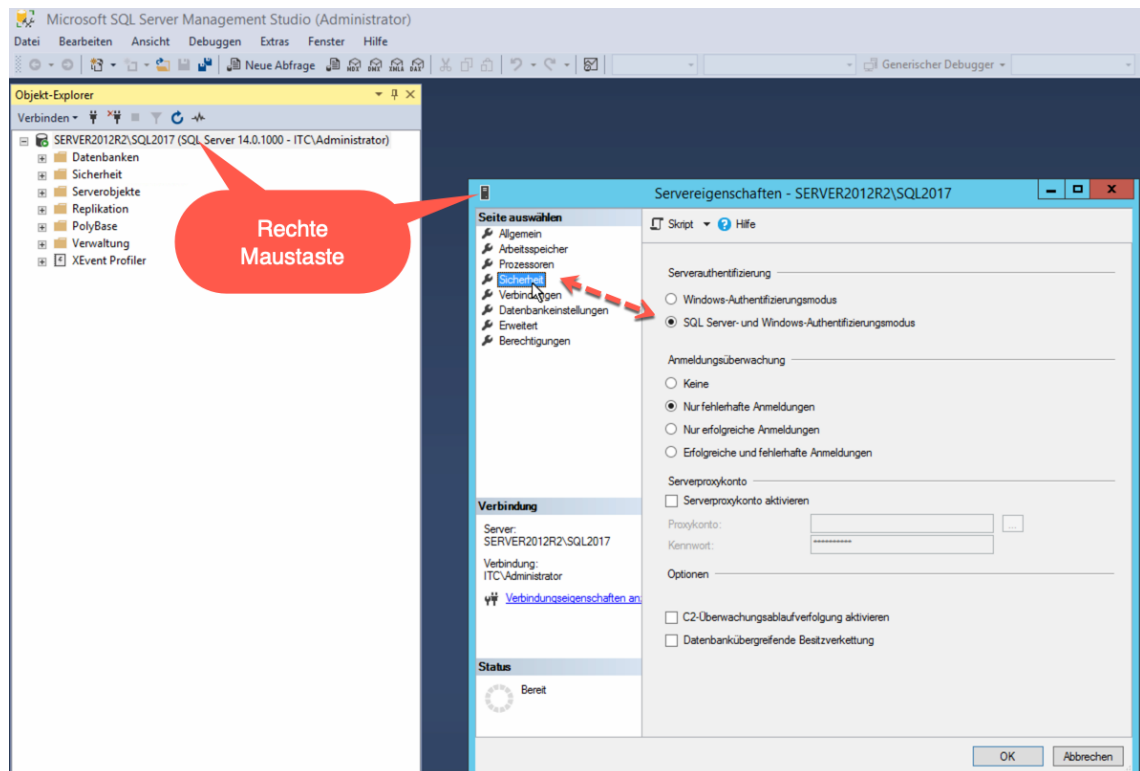 Microsoft SQL Server Management Studio (Administrator)
Datei Bearbeiten Ansicht Debuggen Extras Fenster Hilfe
Neue Abfrage MDX DMX XMLA DAX Generischer Debugger
Objekt-Explorer
Verbinden
SERVER2012R2\SQL2017 (SQL Server 14.0.1000 - ITC\Administrator)
Datenbanken
Sicherheit
Serverobjekte
Replikation
PolyBase
Verwaltung
XEvent Profiler
Rechte
Maustaste
Servereigenschaften - SERVER2012R2\SQL2017
Seite auswählen
Allgemein
Arbeitsspeicher
Prozessoren
Sicherheit
Verbindungen
Datenbankeinstellungen
Erweitert
Berechtigungen
Verbindung
Server:
SERVER2012R2\SQL2017
Verbindung:
ITC\Administrator
Verbindungseigenschaften an
Status
Bereit
Skript Hilfe
Serverauthentifizierung
Windows-Authentifizierungsmodus
SQL Server- und Windows-Authentifizierungsmodus
Anmeldungsüberwachung
Keine
Nur fehlerhafte Anmeldungen
Nur erfolgreiche Anmeldungen
Erfolgreiche und fehlerhafte Anmeldungen
Serverproxykonto
Serverproxykonto aktivieren
Proxykonto: ...
Kennwort: **********
Optionen
C2-Überwachungsablaufverfolgung aktivieren
Datenbankübergreifende Besitzverkettung
OK Abbrechen